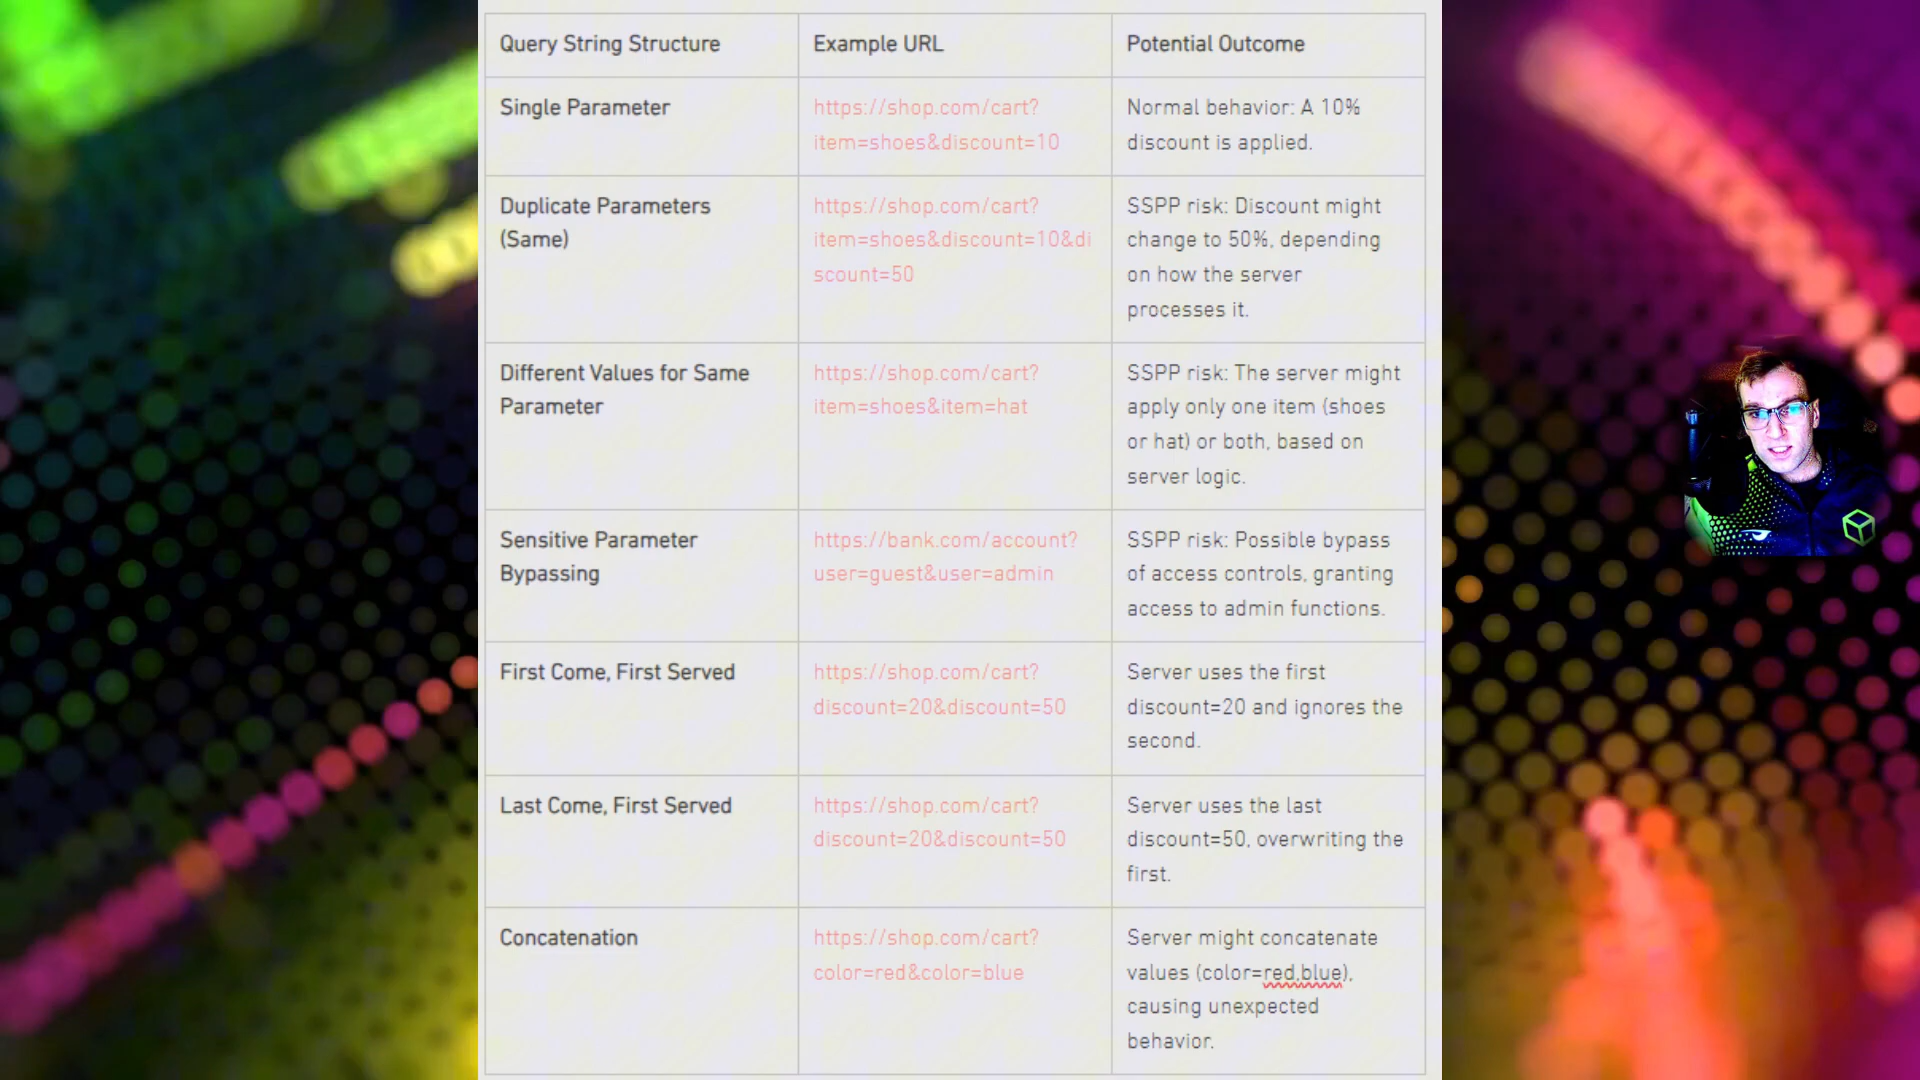 Query String Structure
Example URL
Potential Outcome
Single Parameter
https://shop.com/cart?
item=shoes&discount=10
Normal behavior: A 10%
discount is applied.
Duplicate Parameters
(Same)
https://shop.com/cart?
item=shoes&discount=10&di
scount=50
SSPP risk: Discount might
change to 50%, depending
on how the server
processes it.
Different Values for Same
Parameter
https://shop.com/cart?
item=shoes&item=hat
SSPP risk: The server might
apply only one item (shoes
or hat) or both, based on
server logic.
Sensitive Parameter
Bypassing
https://bank.com/account?
user=guest&user=admin
SSPP risk: Possible bypass
of access controls, granting
access to admin functions.
First Come, First Served
https://shop.com/cart?
discount=20&discount=50
Server uses the first
discount=20 and ignores the
second.
Last Come, First Served
https://shop.com/cart?
discount=20&discount=50
Server uses the last
discount=50, overwriting the
first.
Concatenation
https://shop.com/cart?
color=red&color=blue
Server might concatenate
values (color=red,blue),
causing unexpected
behavior.